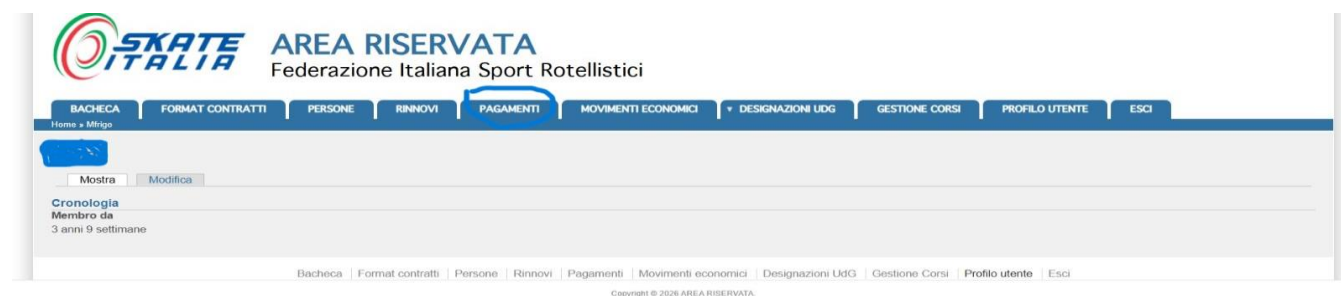 SKATE
ITALIA
AREA RISERVATA
Federazione Italiana Sport Rotellistici
BACHECA FORMAT CONTRATTI PERSONE RINNOVI PAGAMENTI MOVIMENTI ECONOMICI ▼ DESIGNAZIONI UDG GESTIONE CORSI PROFILO UTENTE ESCI
Home » Mfrigo
Mostra Modifica
Cronologia
Membro da
3 anni 9 settimane
Bacheca | Format contratti | Persone | Rinnovi | Pagamenti | Movimenti economici | Designazioni UdG | Gestione Corsi | Profilo utente | Esci
Copyright © 2026 AREA RISERVATA.